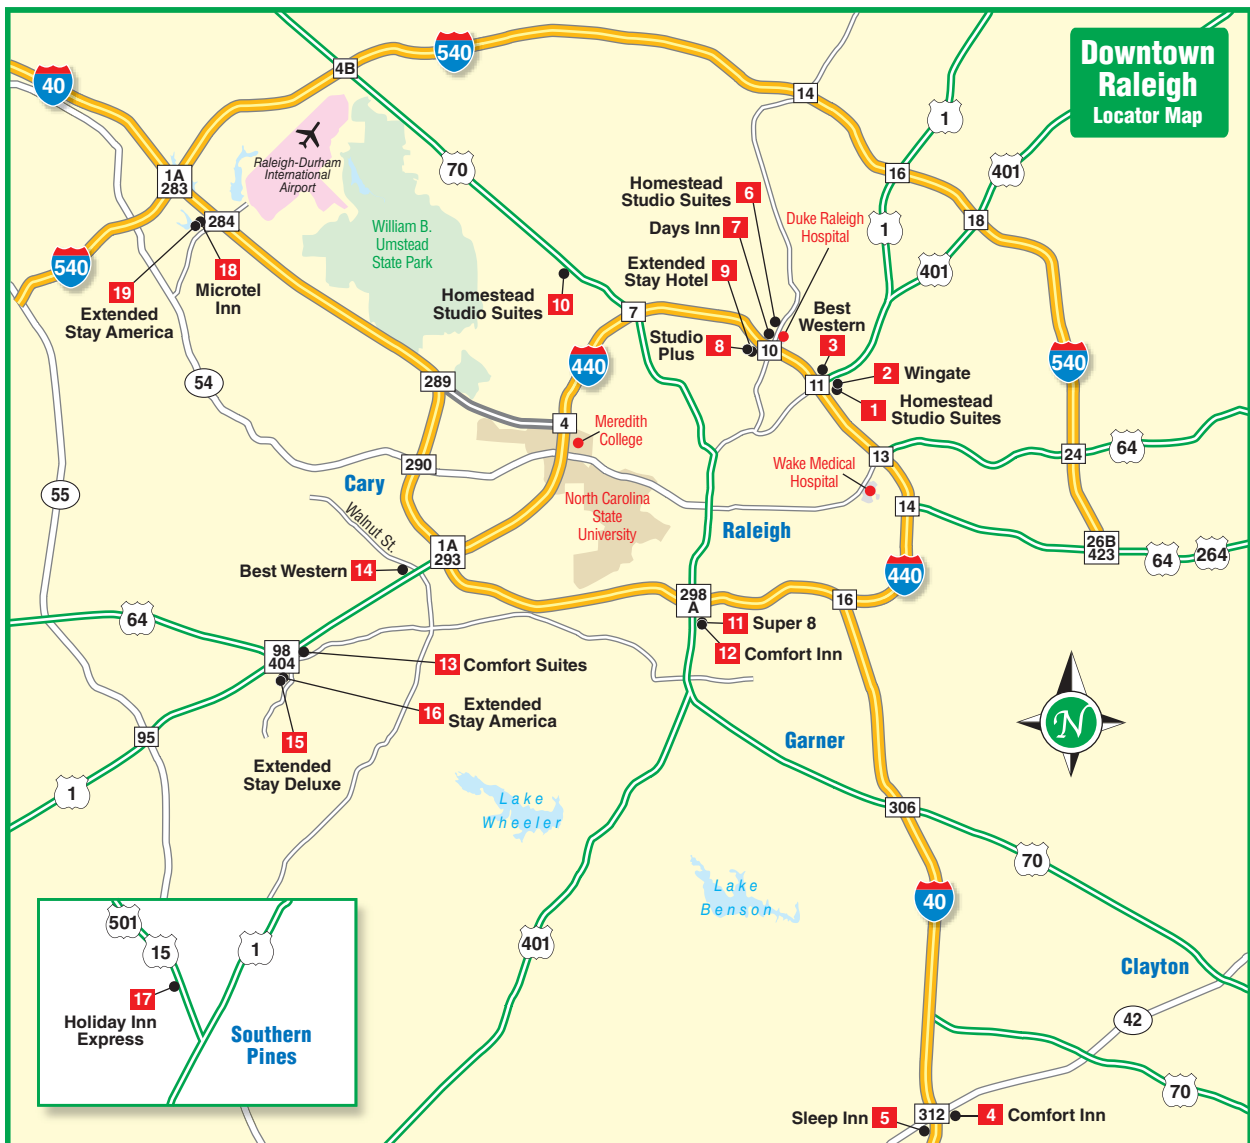 Downtown
Raleigh
Locator Map
540
40
4B
14
1
70
1A
283
Raleigh-Durham
International
Airport
16
401
Homestead
Studio Suites
6
Duke Raleigh
Hospital
284
William B.
Umstead
State Park
Days Inn
7
1
18
540
18
Microtel
Inn
19
Extended
Stay America
Extended
Stay Hotel
9
401
Homestead
Studio Suites
10
7
Best
Western
3
Studio
Plus
8
10
440
540
54
289
11
2
Wingate
1
Homestead
Studio Suites
4
Meredith
College
64
24
13
290
Wake Medical
Hospital
Cary
55
Walnut St.
North Carolina
State
University
14
Raleigh
26B
423
64
264
1A
293
Best Western
14
440
298
A
16
64
11
Super 8
98
404
13
Comfort Suites
12
Comfort Inn
16
Extended
Stay America
N
95
15
Extended
Stay Deluxe
Garner
1
Lake
Wheeler
306
70
Lake
Benson
40
501
15
1
401
Clayton
17
Holiday Inn
Express
Southern
Pines
42
70
Sleep Inn
5
312
4
Comfort Inn